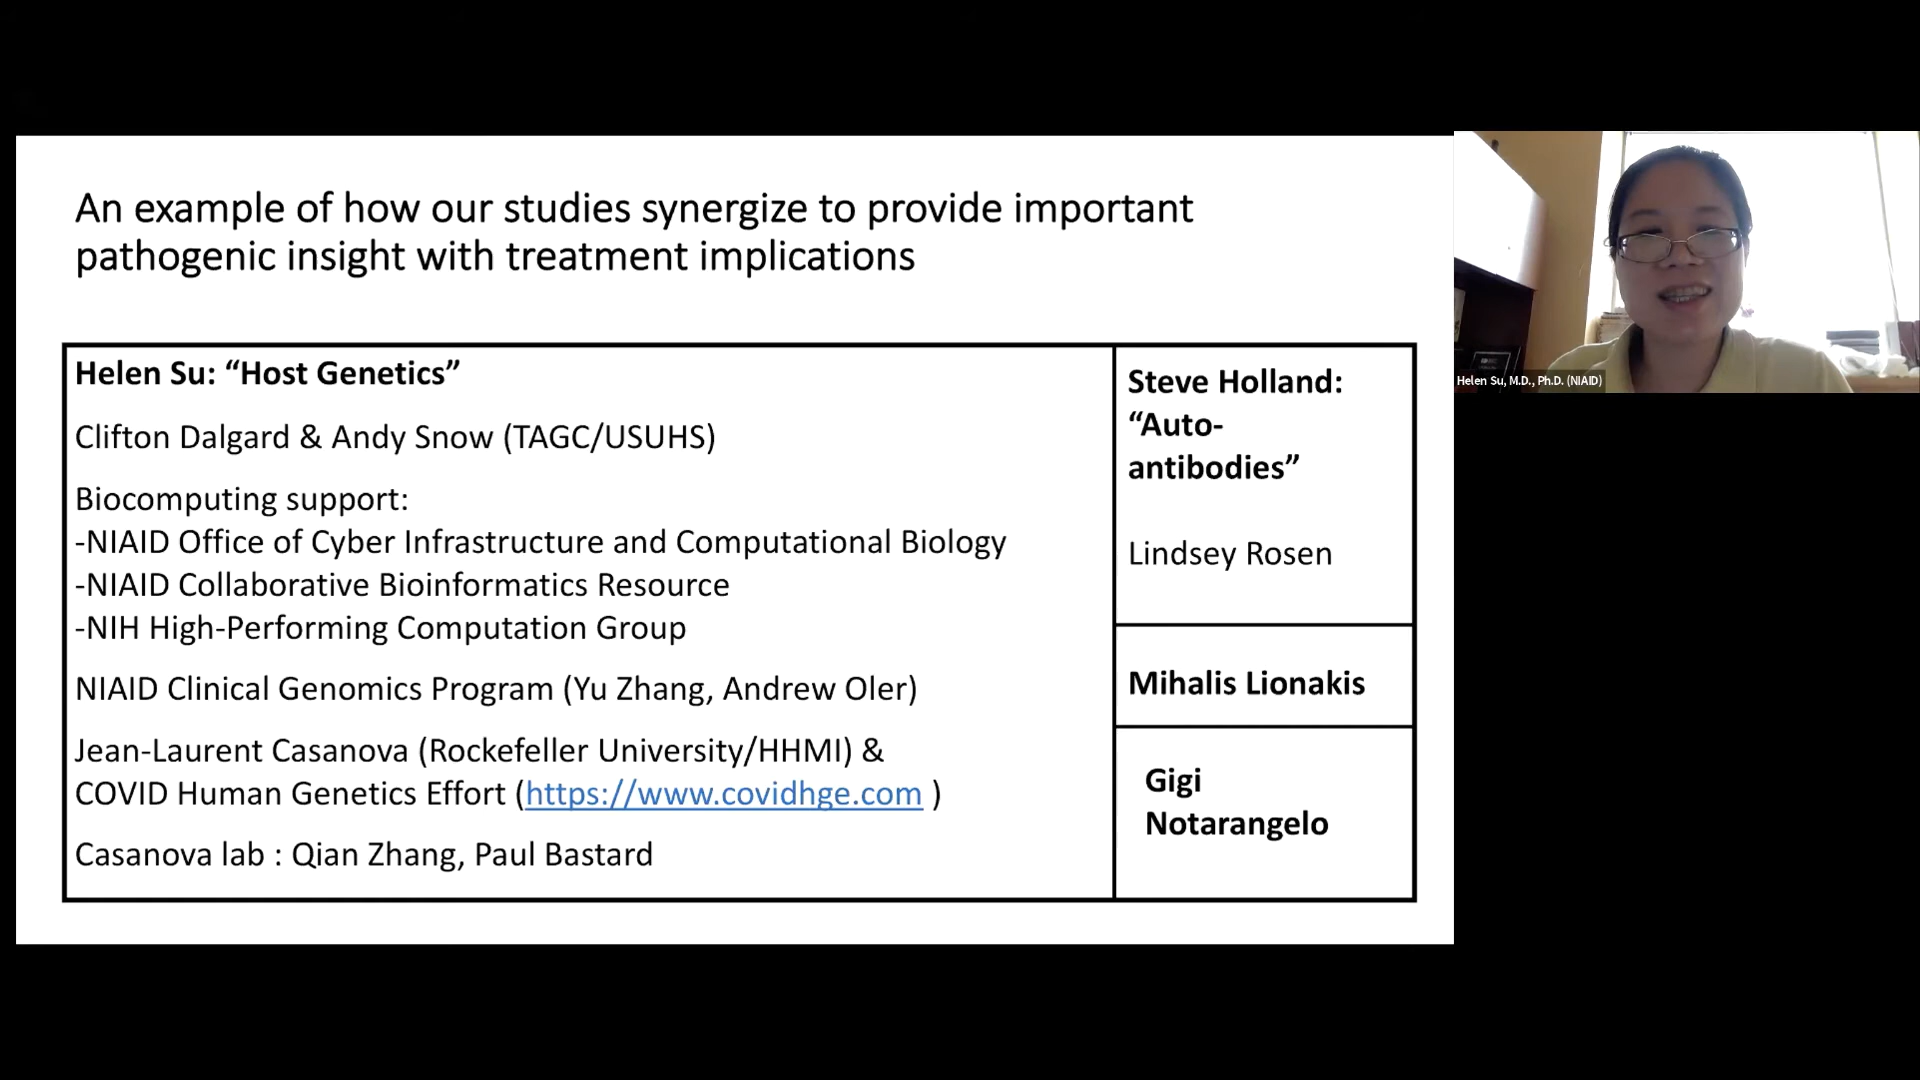 An example of how our studies synergize to provide important
pathogenic insight with treatment implications
Helen Su: “Host Genetics”
Clifton Dalgard & Andy Snow (TAGC/USUHS)
Biocomputing support:
-NIAID Office of Cyber Infrastructure and Computational Biology
-NIAID Collaborative Bioinformatics Resource
-NIH High-Performing Computation Group
NIAID Clinical Genomics Program (Yu Zhang, Andrew Oler)
Jean-Laurent Casanova (Rockefeller University/HHMI) &
COVID Human Genetics Effort (https://www.covidhge.com )
Casanova lab : Qian Zhang, Paul Bastard
Steve Holland:
“Auto-
antibodies”
Lindsey Rosen
Mihalis Lionakis
Gigi
Notarangelo
Helen Su, M.D., Ph.D. (NIAID)